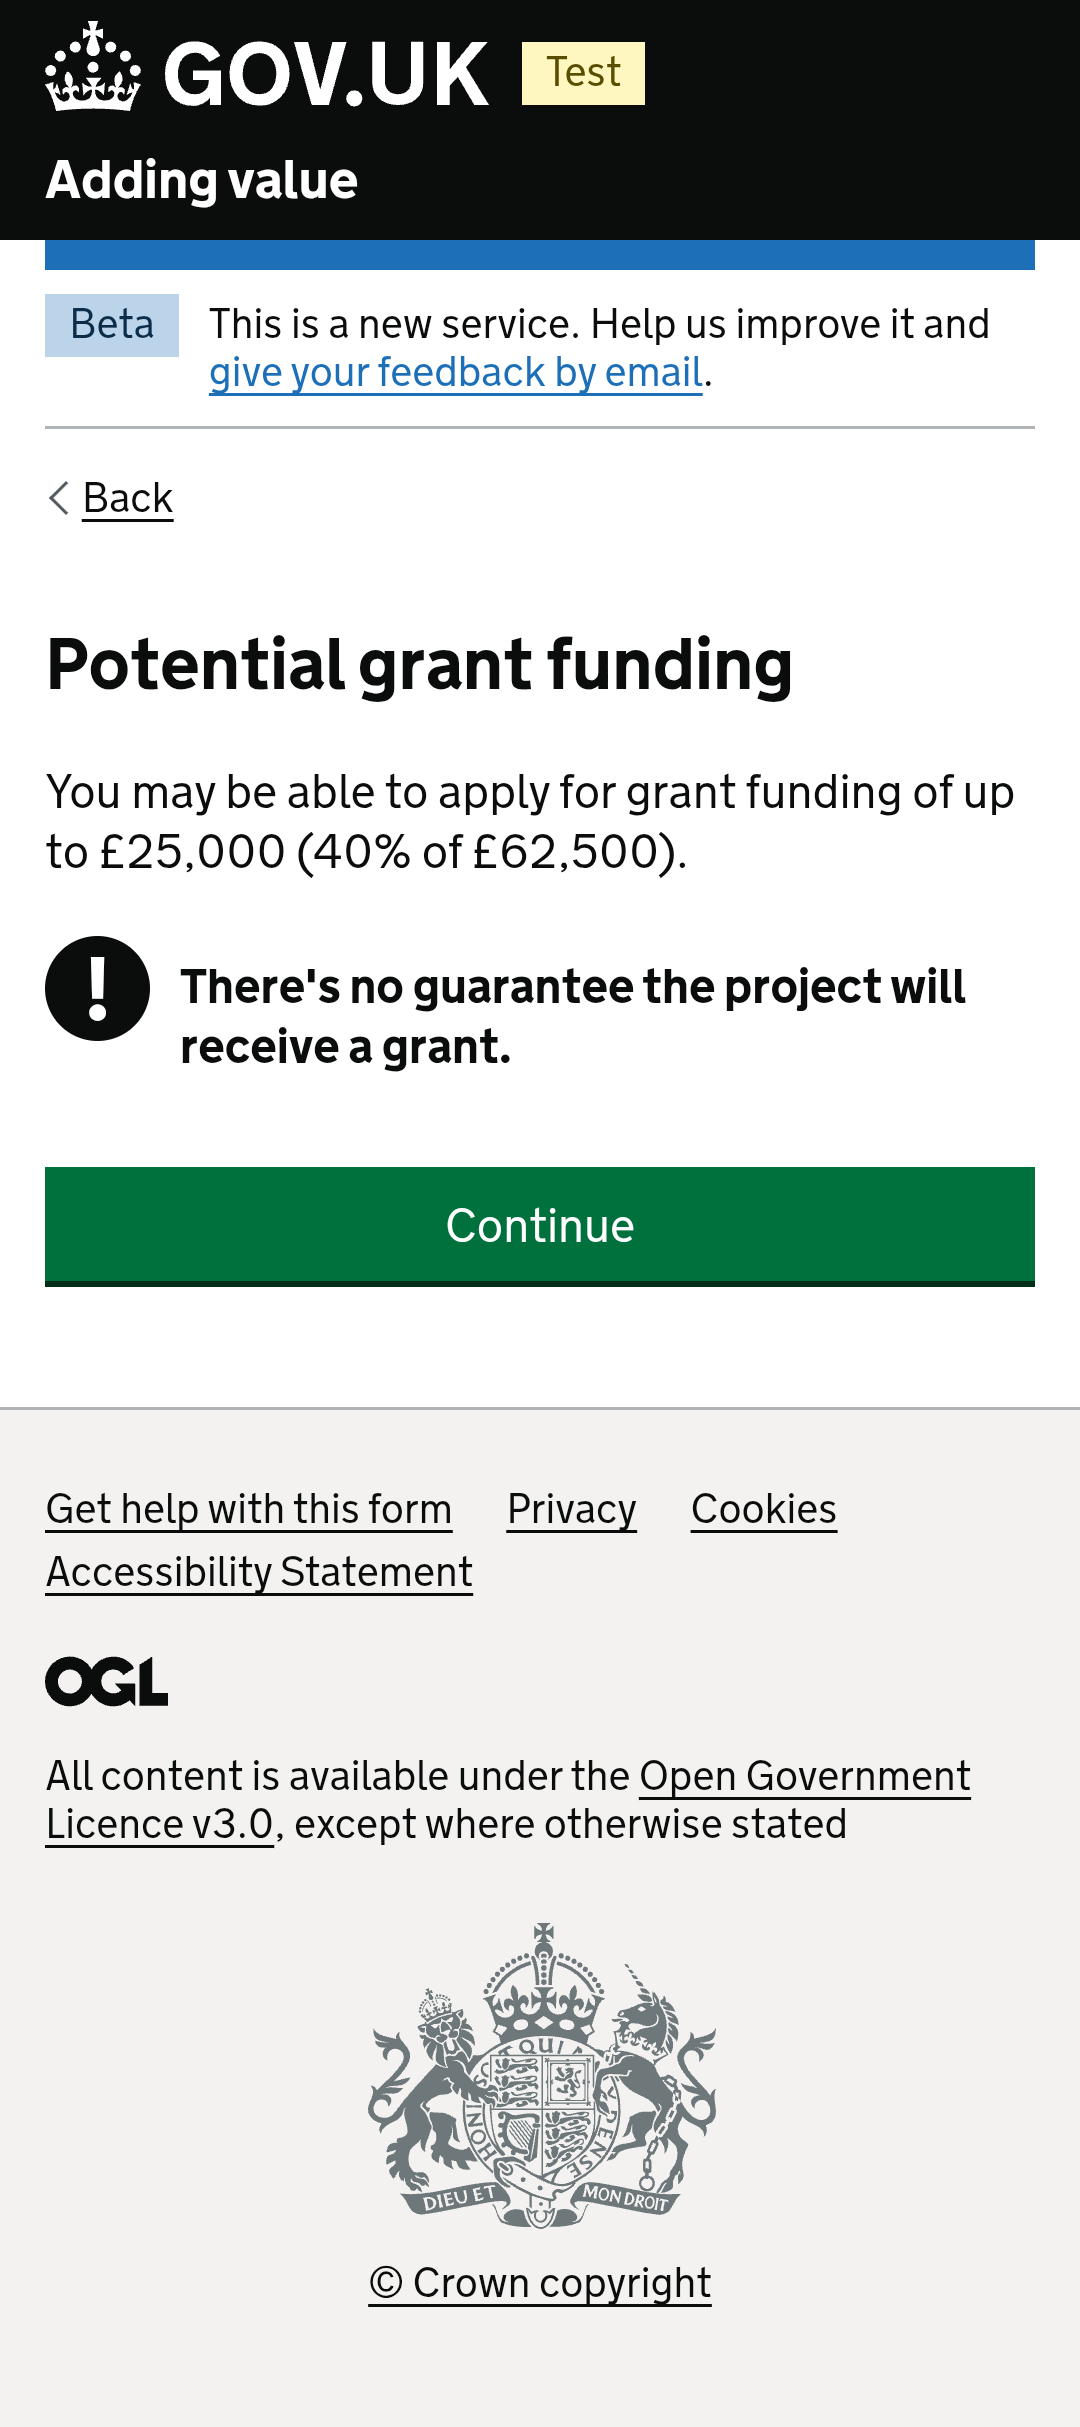 GOV.UK Test
Adding value
Beta This is a new service. Help us improve it and
give your feedback by email.
Back
Potential grant funding
You may be able to apply for grant funding of up
to £25,000 (40% of £62,500).
! There's no guarantee the project will
receive a grant.
Continue
Get help with this form Privacy Cookies
Accessibility Statement
OGL
All content is available under the Open Government
Licence v3.0, except where otherwise stated
QUI
HONI
PENSE
DIEU ET MON DROIT
© Crown copyright